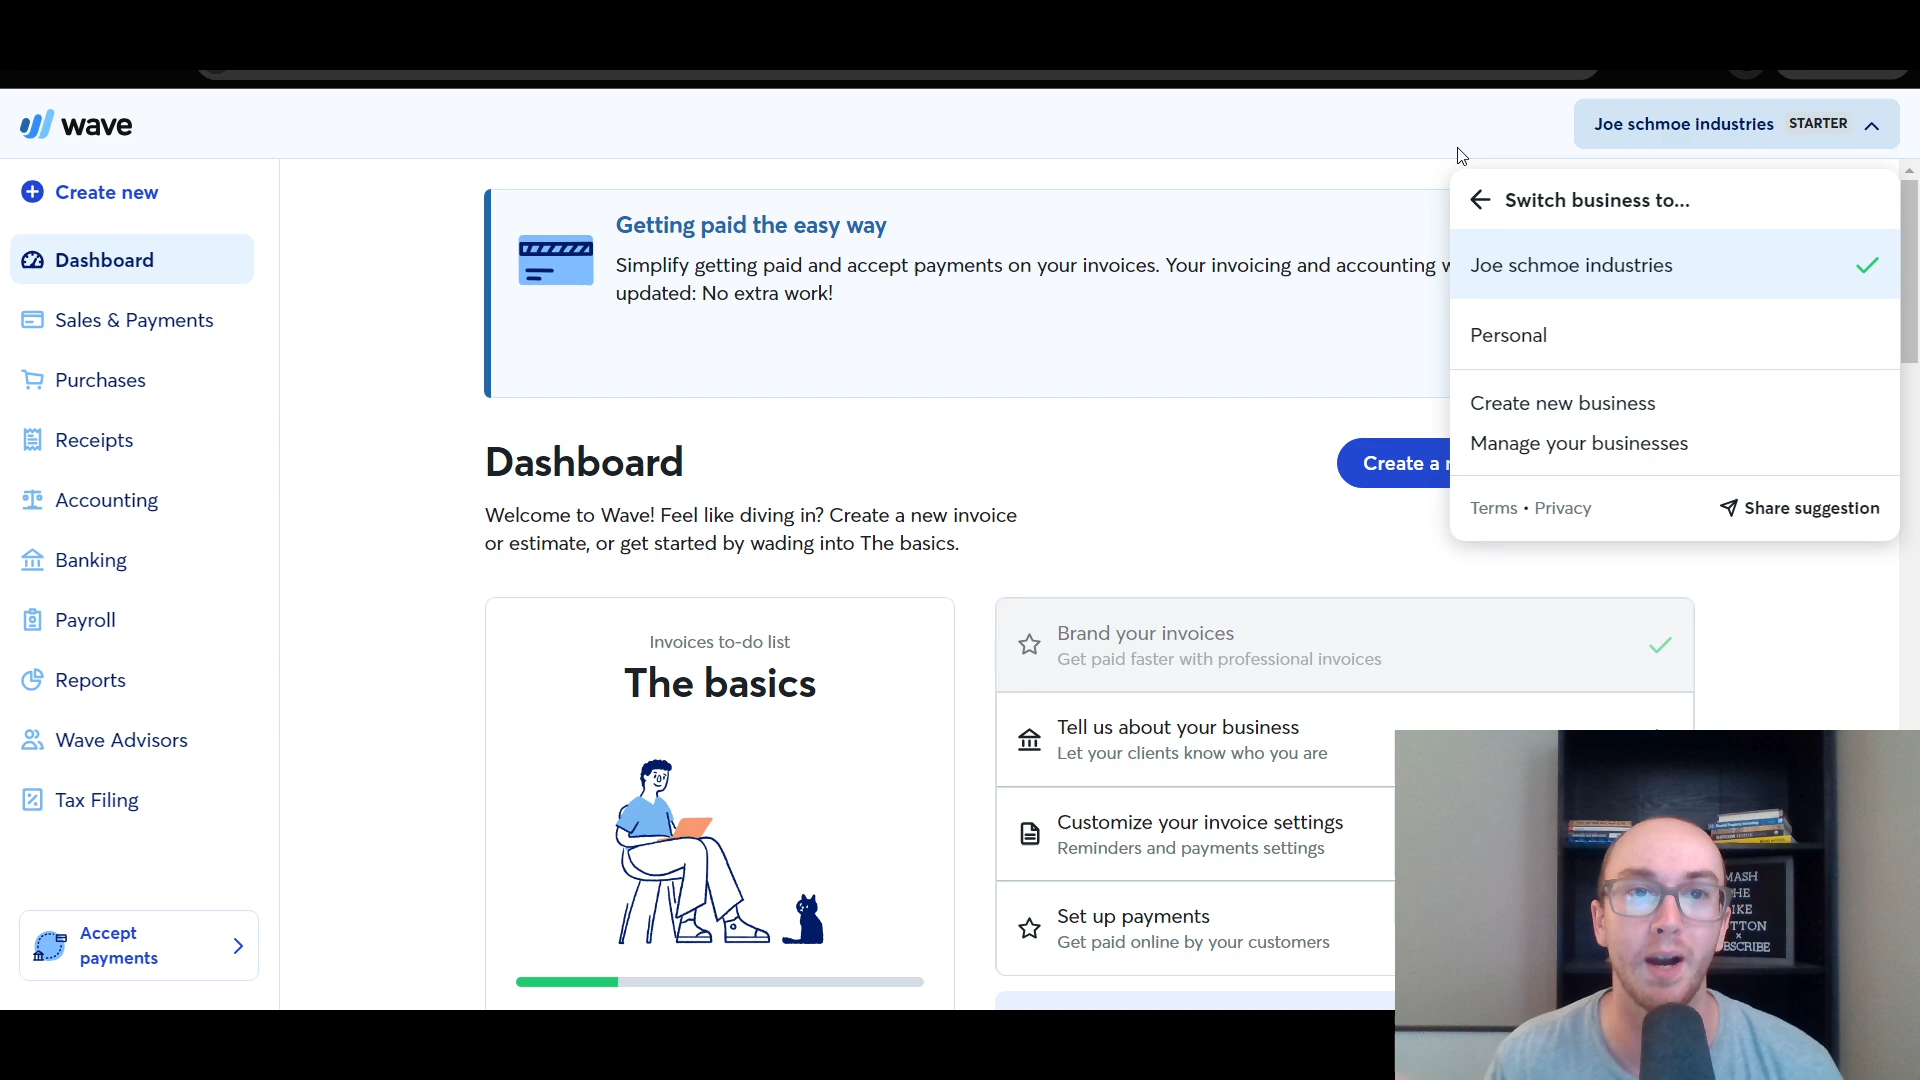 wave
Joe schmoe industries STARTER
Create new
Dashboard
Sales & Payments
Purchases
Receipts
Accounting
Banking
Payroll
Reports
Wave Advisors
Tax Filing
Accept
payments
Getting paid the easy way
Simplify getting paid and accept payments on your invoices. Your invoicing and accounting
updated: No extra work!
Switch business to...
Joe schmoe industries
Personal
Create new business
Manage your businesses
Terms • Privacy
Share suggestion
Dashboard
Create a
Welcome to Wave! Feel like diving in? Create a new invoice
or estimate, or get started by wading into The basics.
Invoices to-do list
The basics
Brand your invoices
Get paid faster with professional invoices
Tell us about your business
Let your clients know who you are
Customize your invoice settings
Reminders and payments settings
Set up payments
Get paid online by your customers